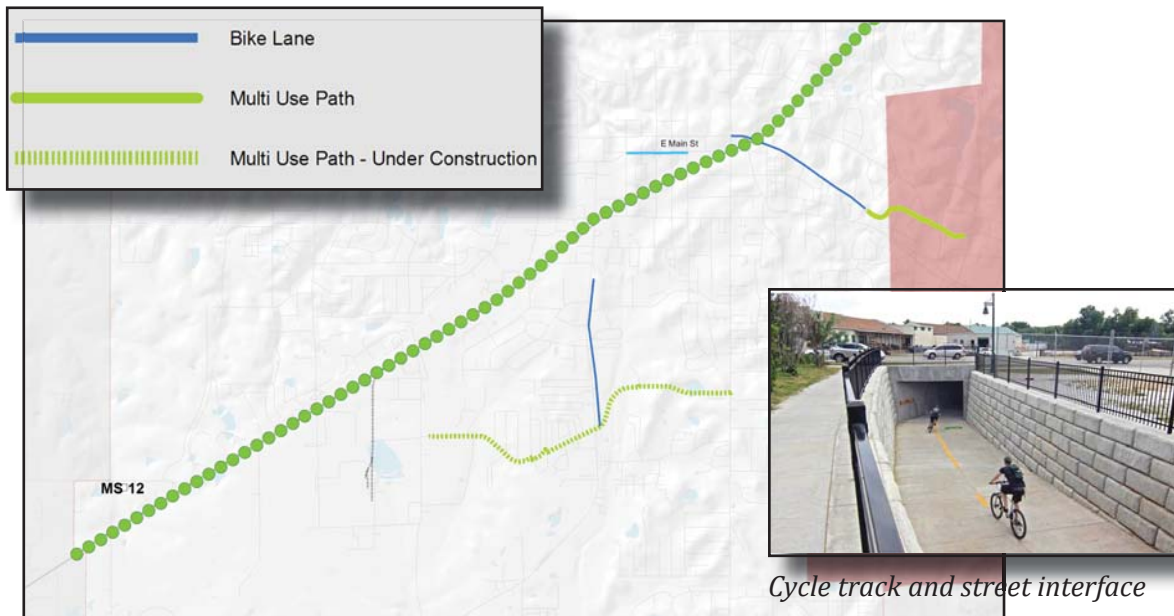 Bike Lane
Multi Use Path
Multi Use Path - Under Construction
E Main St
MS 12
Cycle track and street interface